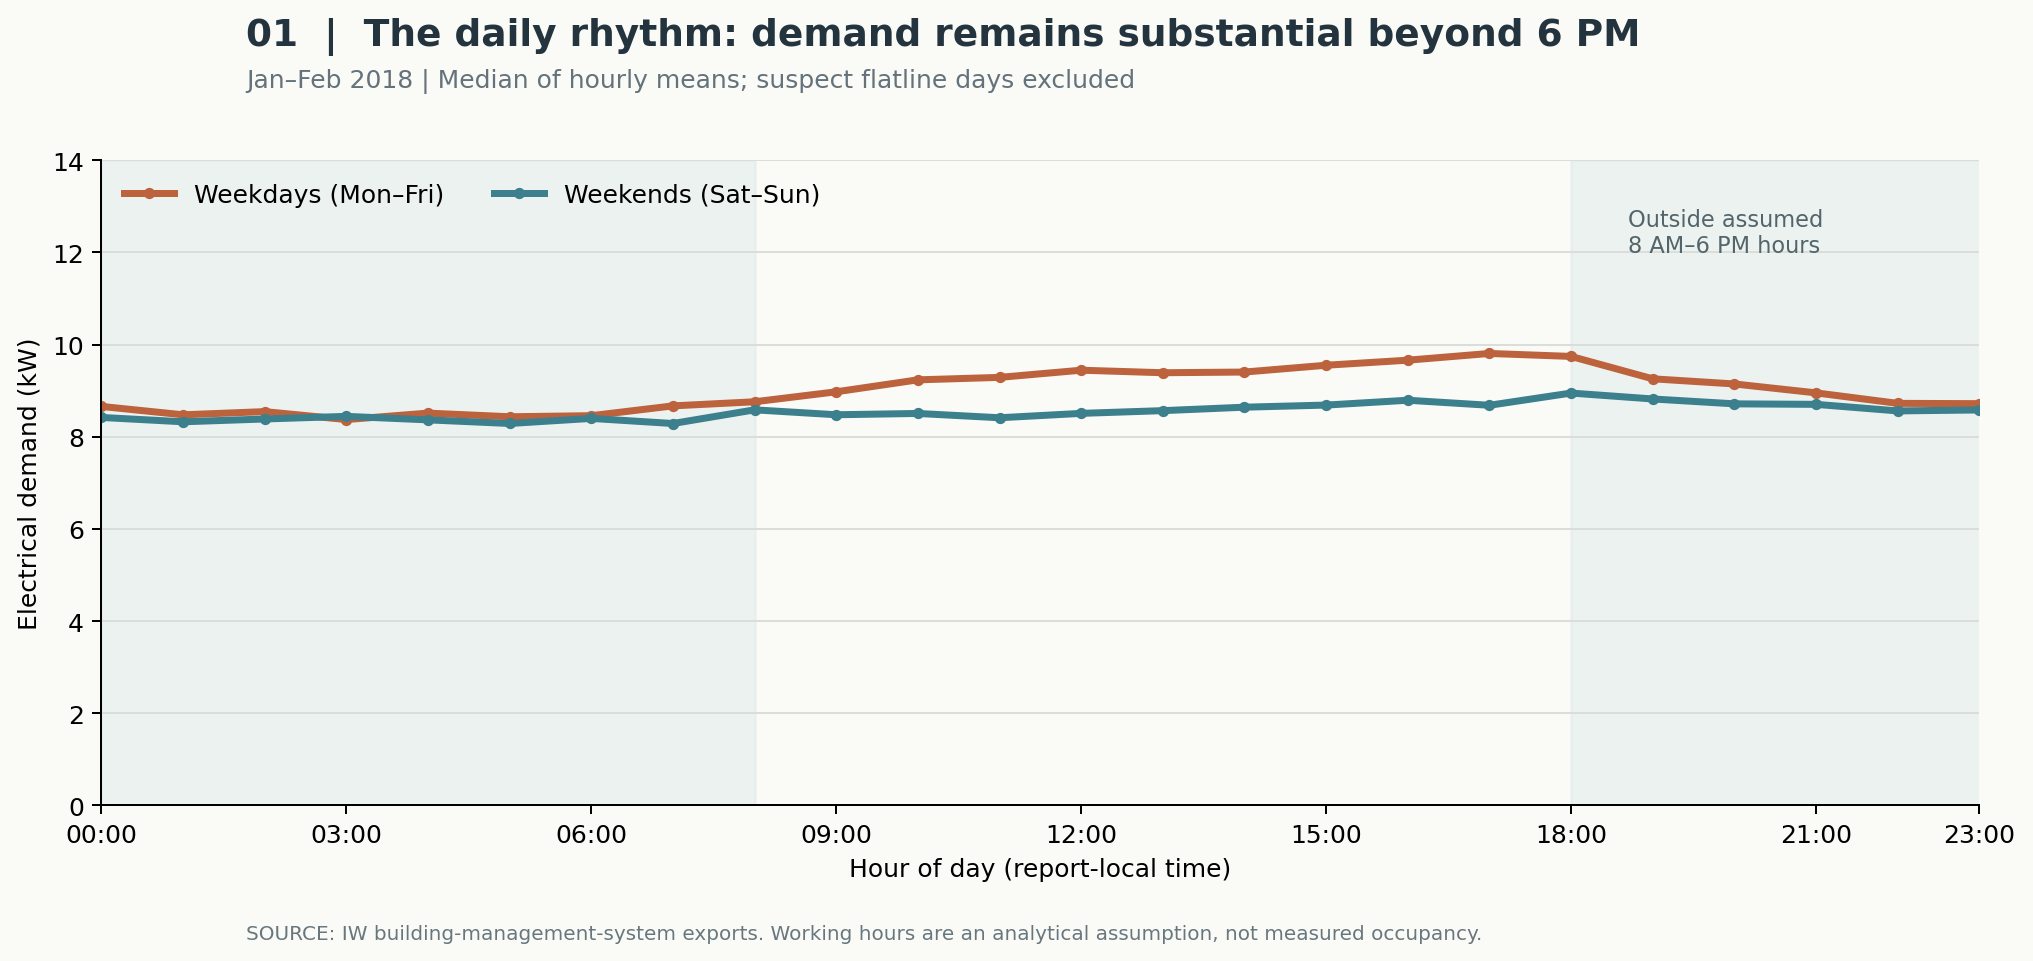 01 | The daily rhythm: demand remains substantial beyond 6 PM
Jan–Feb 2018 | Median of hourly means; suspect flatline days excluded
Weekdays (Mon–Fri)
Weekends (Sat–Sun)
Outside assumed
8 AM–6 PM hours
Electrical demand (kW)
14
12
10
8
6
4
2
0
00:00
03:00
06:00
09:00
12:00
15:00
18:00
21:00
23:00
Hour of day (report-local time)
SOURCE: IW building-management-system exports. Working hours are an analytical assumption, not measured occupancy.